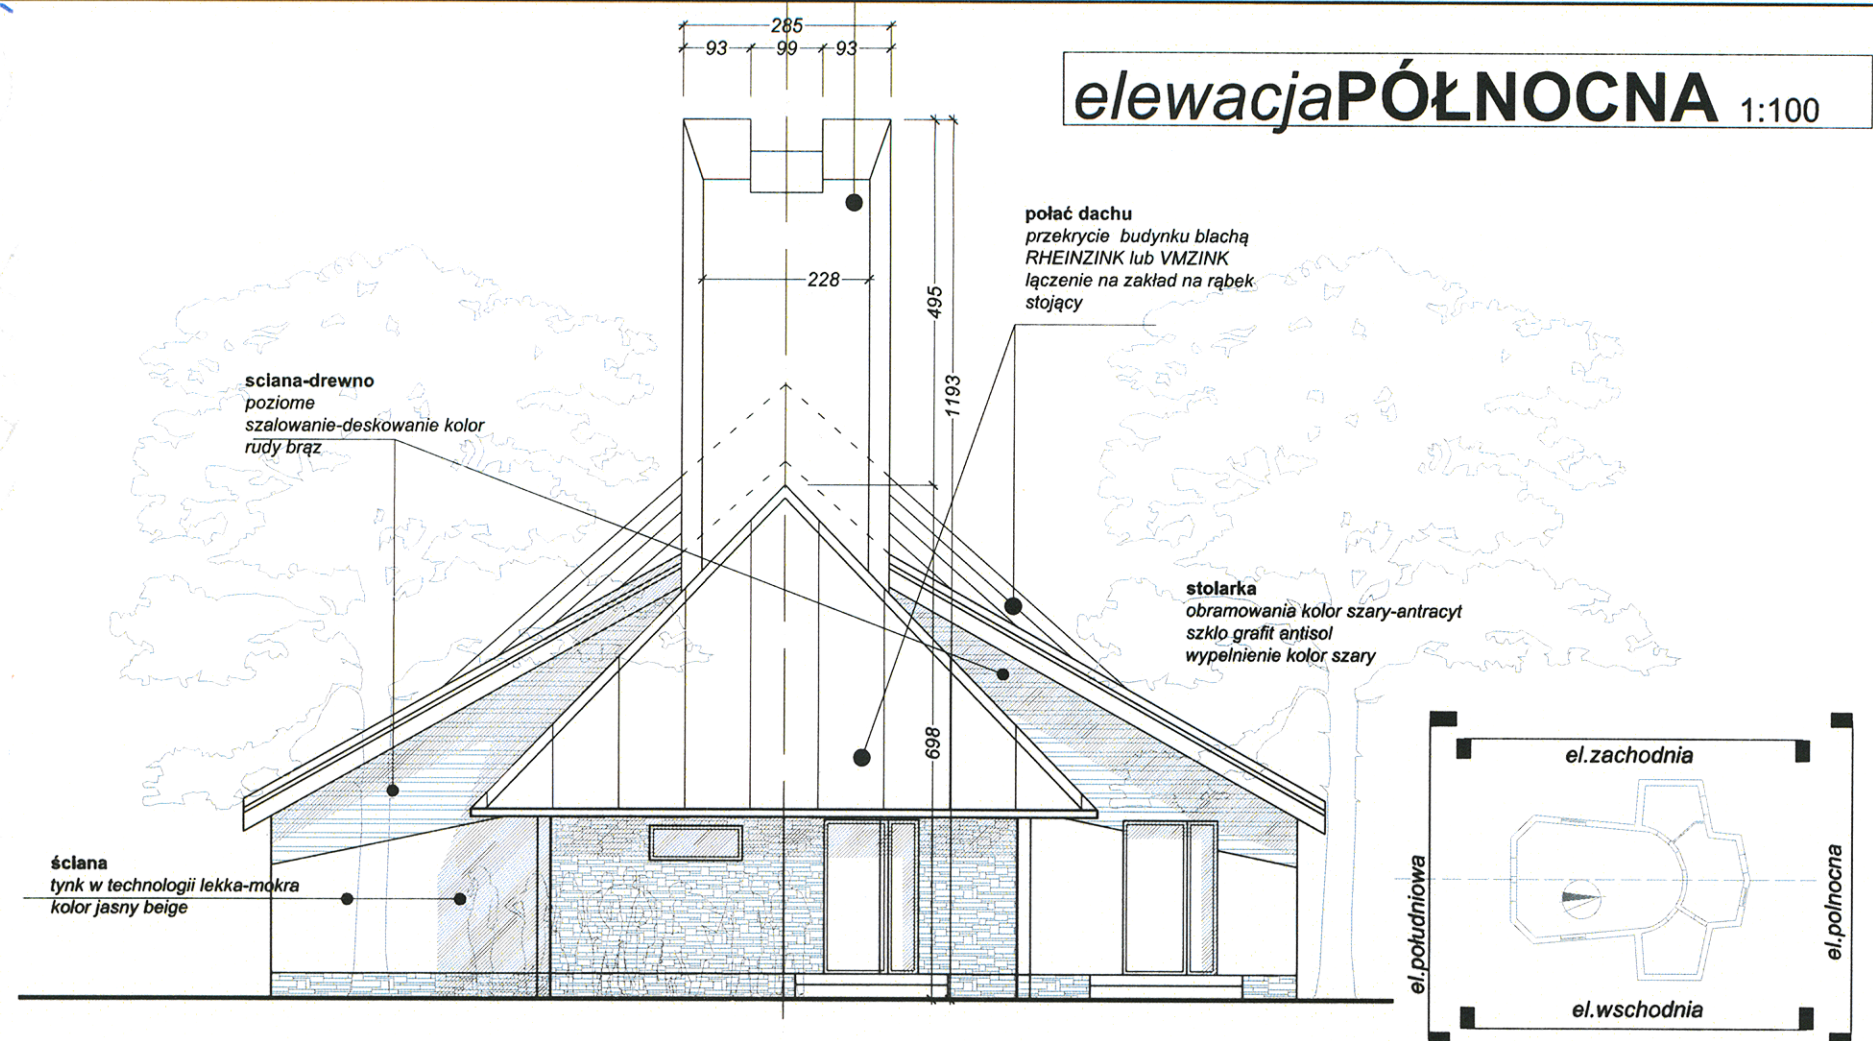 285
93 99 93
elewacjaPÓŁNOCNA 1:100
połać dachu
przekrycie budynku blachą
RHEINZINK lub VMZINK
lączenie na zakład na rąbek
stojący
228
495
1193
sciana-drewno
poziome
szalowanie-deskowanie kolor
rudy brąz
stolarka
obramowania kolor szary-antracyt
szklo grafit antisol
wypelnienie kolor szary
698
ściana
tynk w technologii lekka-mokra
kolor jasny beige
el.zachodnia
el.południowa
el.polnocna
el.wschodnia